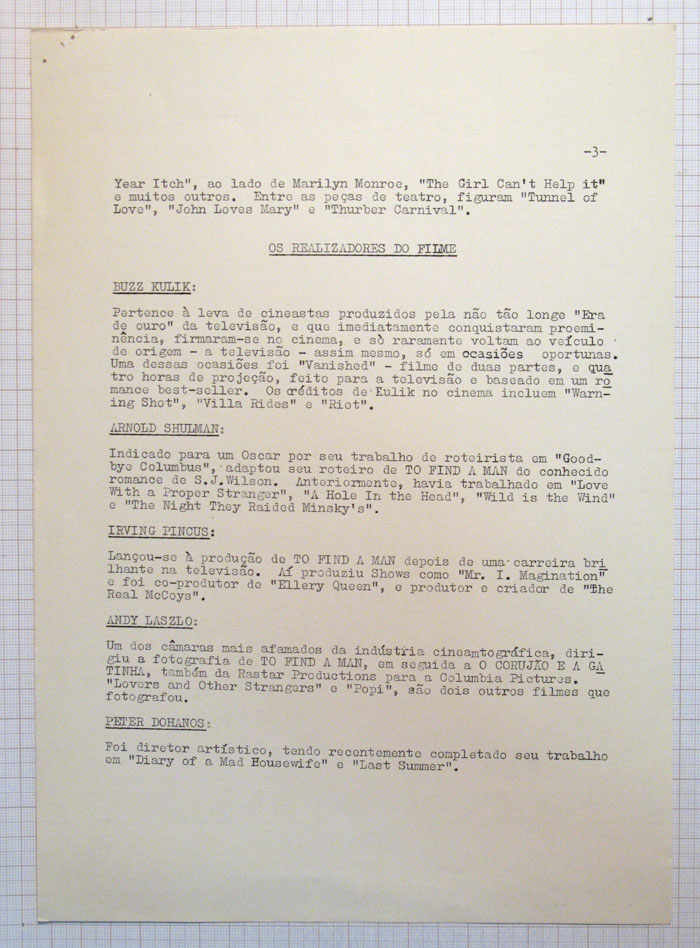 -3-
Year Itch", ao lado de Marilyn Monroe, "The Girl Can't Help it"
e muitos outros. Entre as peças de teatro, figuram "Tunnel of
Love", "John Loves Mary" e "Thurber Carnival".
OS REALIZADORES DO FILME
BUZZ KULIK:
Pertence à leva de cineastas produzidos pela não tão longe "Era
de ouro" da televisão, e que imediatamente conquistaram proemi-
nência, firmaram-se no cinema, e sò raramente voltam ao veículo
de origem - a televisão - assim mesmo, só em ocasiões oportunas.
Uma dessas ocasiões foi "Vanished" - filme de duas partes, e qua
tro horas de projeção, feito para a televisão e baseado em um ro
mance best-seller. Os créditos de Eulik no cinema incluem "Warn-
ing Shot", "Villa Rides" e "Riot".
ARNOLD SHULMAN:
Indicado para um Oscar por seu trabalho de roteirista em "Good-
bye Columbus", adaptou seu roteiro de TO FIND A MAN do conhecido
romance de S.J.Wilson. Anteriormente, havia trabalhado em "Love
With a Proper Stranger", "A Hole In the Head", "Wild is the Wind"
e "The Night They Raided Minsky's".
IRVING PINCUS:
Lançou-se à produção de TO FIND A MAN depois de uma carreira bri
lhante na televisão. Aí produziu Shows como "Mr. I. Magination"
e foi co-produtor de "Ellery Queen", e produtor e criador de "The
Real McCoys".
ANDY LASZLO:
Um dos câmaras mais afamados da indústria cineamtográfica, diri-
giu a fotografia de TO FIND A MAN, em seguida a O CORUJÃO E A GA
TINHA, também da Rastar Productions para a Columbia Pictures.
"Lovers and Other Strangers" e "Popi", são dois outros filmes que
fotografou.
PETER DOHANOS:
Foi diretor artístico, tendo recentemente completado seu trabalho
em "Diary of a Mad Housewife" e "Last Summer".